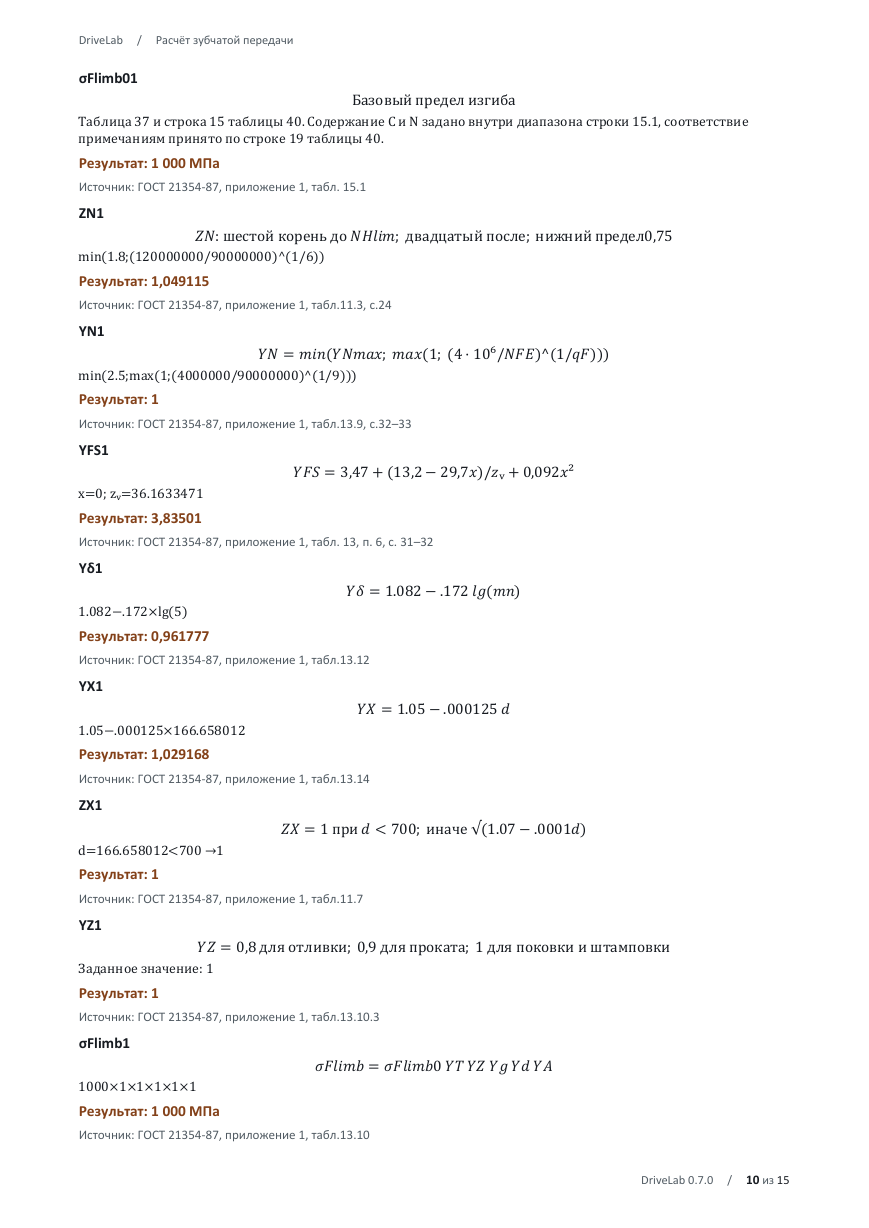 DriveLab / Расчёт зубчатой передачи
σFlimb01
Базовый предел изгиба
Таблица 37 и строка 15 таблицы 40. Содержание C и N задано внутри диапазона строки 15.1, соответствие
примечаниям принято по строке 19 таблицы 40.
Результат: 1 000 МПа
Источник: ГОСТ 21354-87, приложение 1, табл. 15.1
ZN1
ZN: шестой корень до NHlim; двадцатый после; нижний предел0,75
min(1.8;(120000000/90000000)^(1/6))
Результат: 1,049115
Источник: ГОСТ 21354-87, приложение 1, табл.11.3, с.24
YN1
YN = min(YNmax; max(1; (4 · 10⁶/NFE)^(1/qF)))
min(2.5;max(1;(4000000/90000000)^(1/9)))
Результат: 1
Источник: ГОСТ 21354-87, приложение 1, табл.13.9, с.32–33
YFS1
YFS = 3,47 + (13,2 − 29,7x)/zᵥ + 0,092x²
x=0; zᵥ=36.1633471
Результат: 3,83501
Источник: ГОСТ 21354-87, приложение 1, табл. 13, п. 6, с. 31–32
Yδ1
Yδ = 1.082 − .172 lg(mn)
1.082−.172×lg(5)
Результат: 0,961777
Источник: ГОСТ 21354-87, приложение 1, табл.13.12
YX1
YX = 1.05 − .000125 d
1.05−.000125×166.658012
Результат: 1,029168
Источник: ГОСТ 21354-87, приложение 1, табл.13.14
ZX1
ZX = 1 при d < 700; иначе √(1.07 − .0001d)
d=166.658012<700 →1
Результат: 1
Источник: ГОСТ 21354-87, приложение 1, табл.11.7
YZ1
YZ = 0,8 для отливки; 0,9 для проката; 1 для поковки и штамповки
Заданное значение: 1
Результат: 1
Источник: ГОСТ 21354-87, приложение 1, табл.13.10.3
σFlimb1
σFlimb = σFlimb0 YT YZ Yg Yd YA
1000×1×1×1×1×1
Результат: 1 000 МПа
Источник: ГОСТ 21354-87, приложение 1, табл.13.10
DriveLab 0.7.0 / 10 из 15